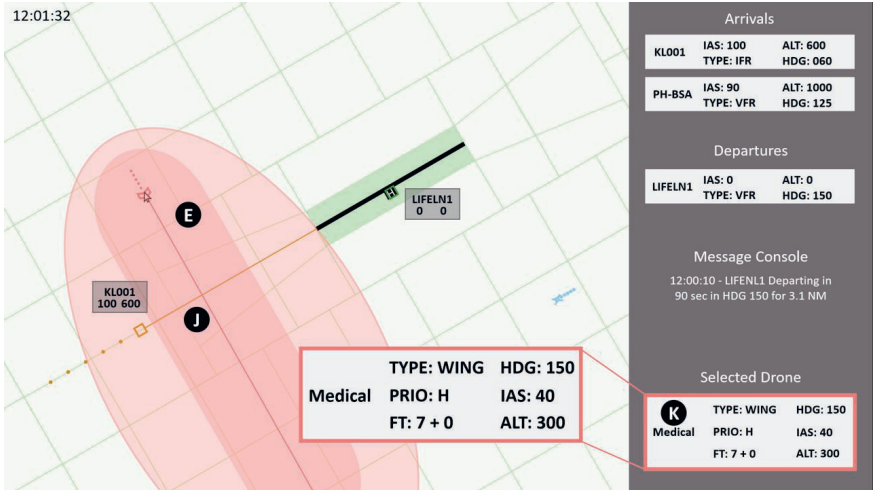 12:01:32
E
LIFELN1
0 0
KL001
100 600
J
H
TYPE: WING HDG: 150
Medical PRIO: H IAS: 40
FT: 7 + 0 ALT: 300
Arrivals
KL001
IAS: 100 ALT: 600
TYPE: IFR HDG: 060
PH-BSA
IAS: 90 ALT: 1000
TYPE: VFR HDG: 125
Departures
LIFELN1
IAS: 0 ALT: 0
TYPE: VFR HDG: 150
Message Console
12:00:10 - LIFENL1 Departing in
90 sec in HDG 150 for 3.1 NM
Selected Drone
K
TYPE: WING HDG: 150
Medical PRIO: H IAS: 40
FT: 7 + 0 ALT: 300